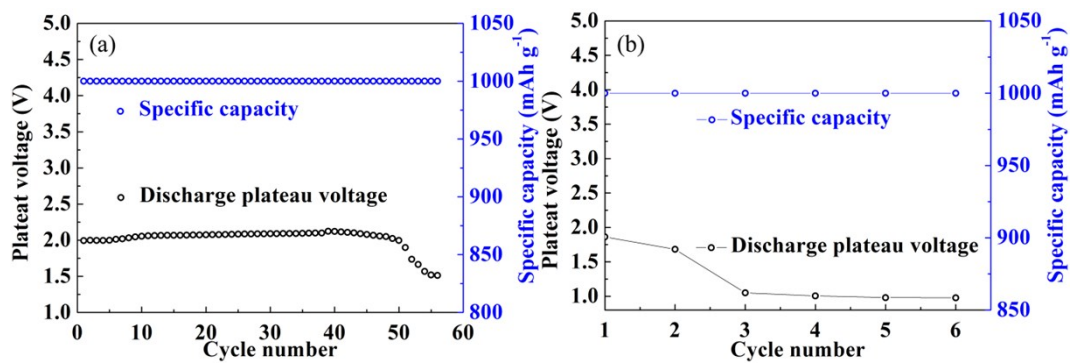 (a)
5.0
4.5
4.0
3.5
3.0
2.5
2.0
1.5
1.0
Plateat voltage (V)
Specific capacity
Discharge plateau voltage
0 10 20 30 40 50 60
Cycle number
1050
1000
950
900
850
800
Specific capacity (mAh g⁻¹)
(b)
5.0
4.5
4.0
3.5
3.0
2.5
2.0
1.5
1.0
Plateat voltage (V)
Specific capacity
Discharge plateau voltage
1 2 3 4 5 6
Cycle number
1050
1000
950
900
850
Specific capacity (mAh g⁻¹)